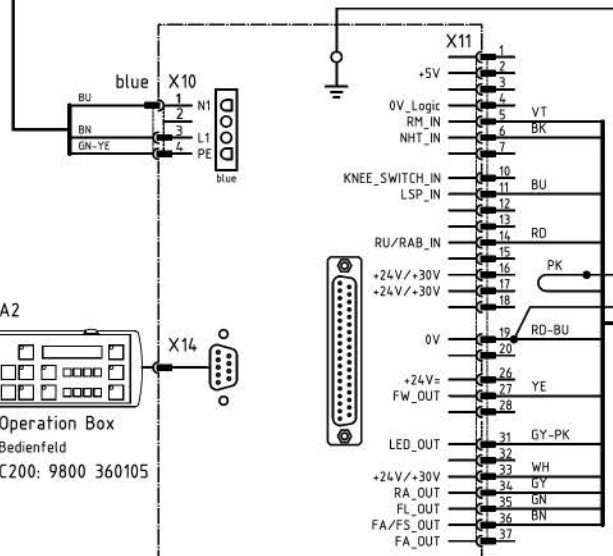 blue X10
BU 1 N1
2
BN 3 L1
GN-YE 4 PE
blue
A2
X14
Operation Box
Bedienfeld
C200: 9800 360105
X11
1
+5V 2
3
0V_Logic 4
RM_IN 5 VT
NHT_IN 6 BK
7
KNEE_SWITCH_IN 10
LSP_IN 11 BU
12
13
RU/RAB_IN 14 RD
15
+24V/+30V 16 PK
+24V/+30V 17
18
0V 19 RD-BU
20
+24V= 26
FW_OUT 27 YE
28
LED_OUT 31 GY-PK
32
+24V/+30V 33 WH
RA_OUT 34 GY
FL_OUT 35 GN
FA/FS_OUT 36 BN
FA_OUT 37